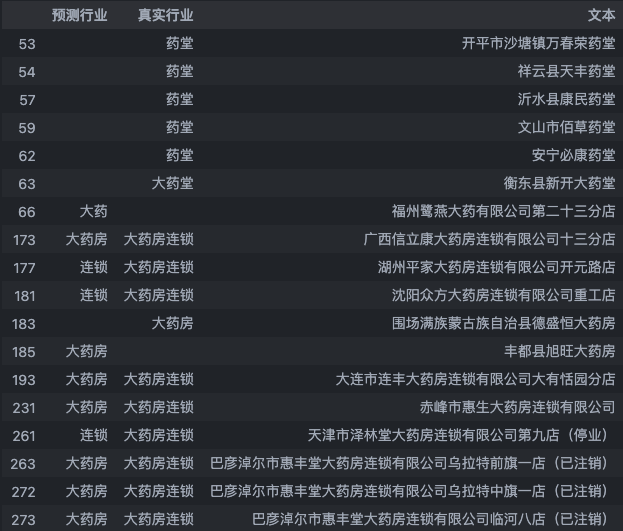 预测行业 真实行业 文本
53 药堂 开平市沙塘镇万春荣药堂
54 药堂 祥云县天丰药堂
57 药堂 沂水县康民药堂
59 药堂 文山市佰草药堂
62 药堂 安宁必康药堂
63 大药堂 衡东县新开大药堂
66 大药 福州鹭燕大药有限公司第二十三分店
173 大药房 大药房连锁 广西信立康大药房连锁有限公司十三分店
177 连锁 大药房连锁 湖州平家大药房连锁有限公司开元路店
181 连锁 大药房连锁 沈阳众方大药房连锁有限公司重工店
183 大药房 围场满族蒙古族自治县德盛恒大药房
185 大药房 丰都县旭旺大药房
193 大药房 大药房连锁 大连市连丰大药房连锁有限公司大有恬园分店
231 大药房 大药房连锁 赤峰市惠生大药房连锁有限公司
261 连锁 大药房连锁 天津市泽林堂大药房连锁有限公司第九店（停业）
263 大药房 大药房连锁 巴彦淖尔市惠丰堂大药房连锁有限公司乌拉特前旗一店（已注销）
272 大药房 大药房连锁 巴彦淖尔市惠丰堂大药房连锁有限公司乌拉特中旗一店（已注销）
273 大药房 大药房连锁 巴彦淖尔市惠丰堂大药房连锁有限公司临河八店（已注销）